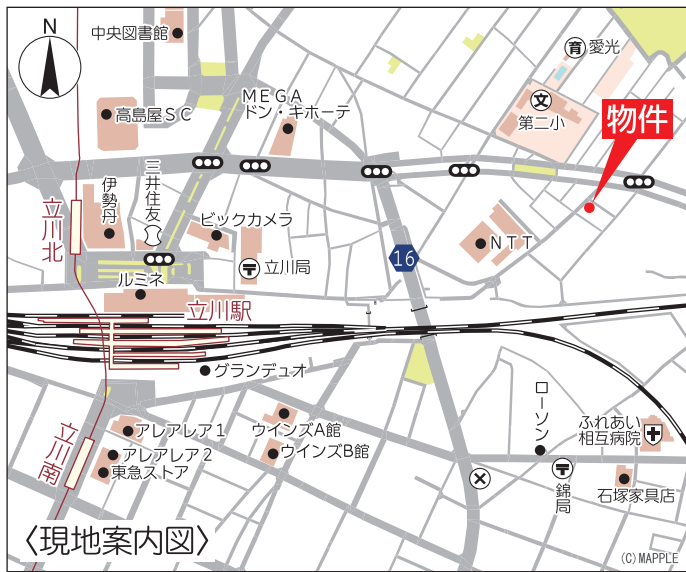 N
中央図書館
高島屋ＳＣ
ＭＥＧＡ
ドン・キホーテ
育
愛光
文
第二小
物件
伊勢丹
三井住友
ビックカメラ
立川局
ＮＴＴ
16
立川北
ルミネ
立川駅
グランデュオ
立川南
アレアレア１
アレアレア２
東急ストア
ウインズA館
ウインズB館
ローソン
ふれあい
相互病院
錦局
石塚家具店
〈現地案内図〉
(C) MAPPLE